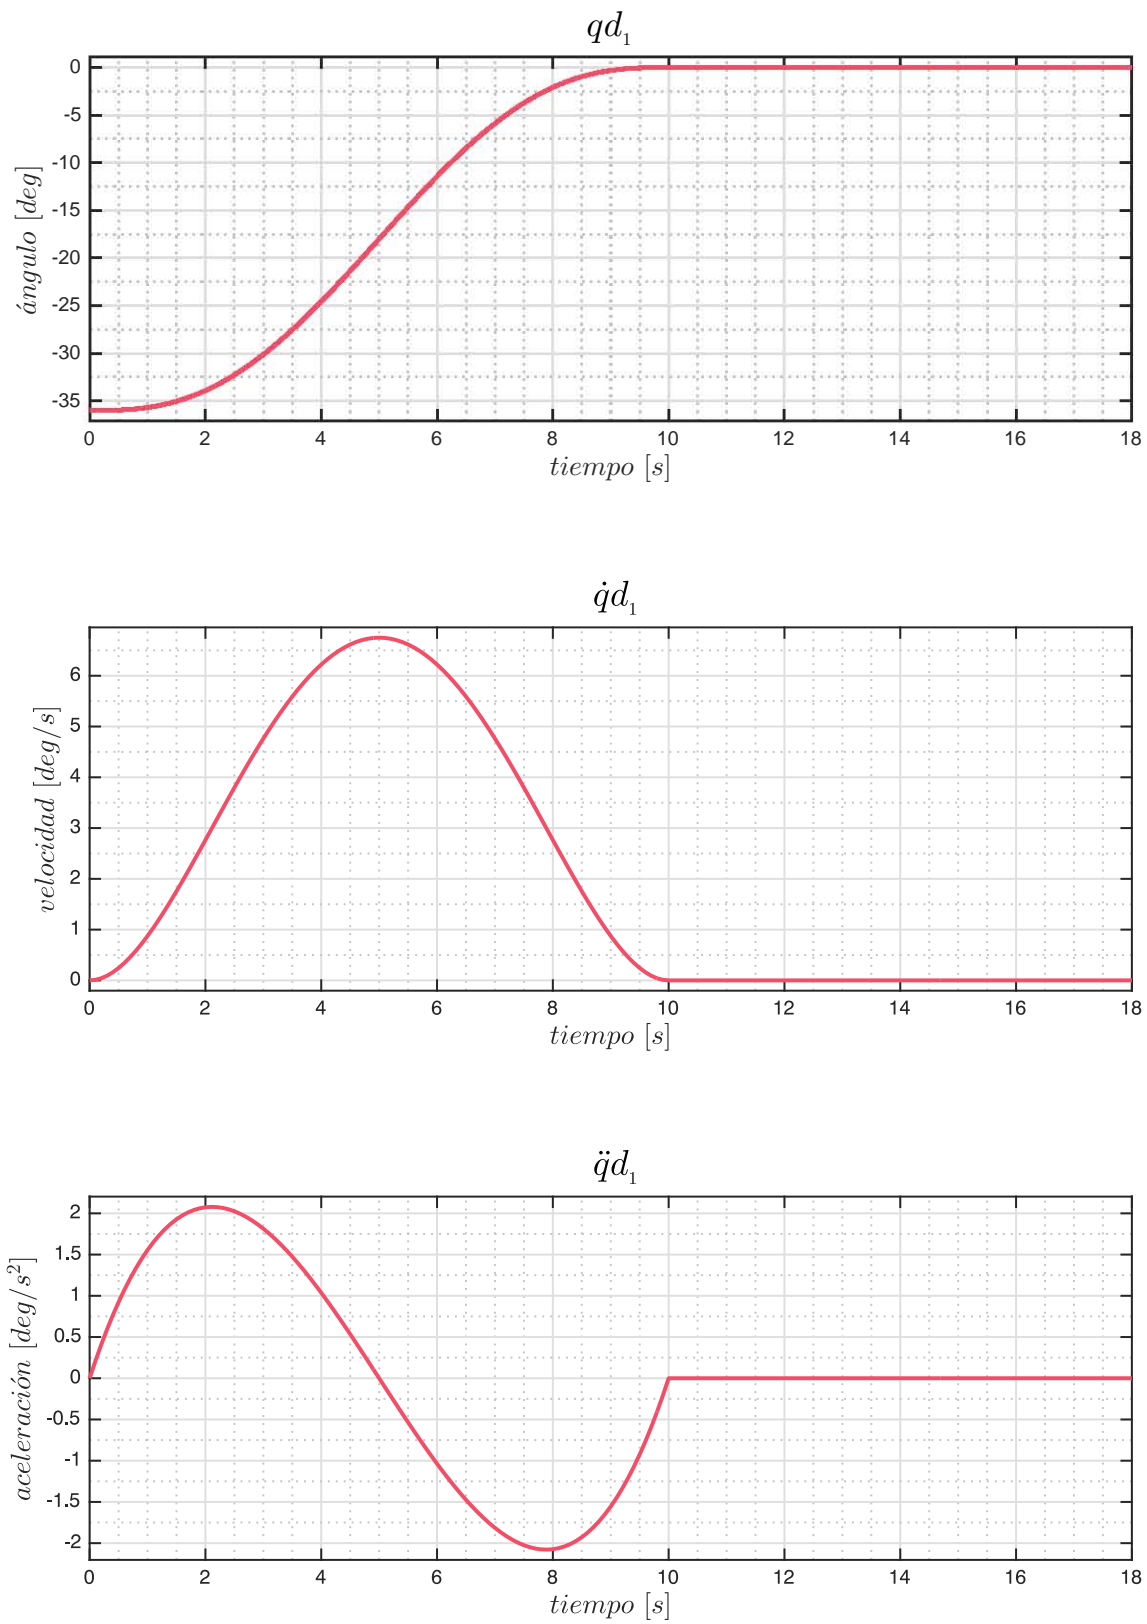 qd₁
0
-5
-10
-15
-20
-25
-30
-35
ángulo [deg]
0 2 4 6 8 10 12 14 16 18
tiempo [s]
q̇d₁
6
5
4
3
2
1
0
velocidad [deg/s]
0 2 4 6 8 10 12 14 16 18
tiempo [s]
q̈d₁
2
1.5
1
0.5
0
-0.5
-1
-1.5
-2
aceleración [deg/s²]
0 2 4 6 8 10 12 14 16 18
tiempo [s]